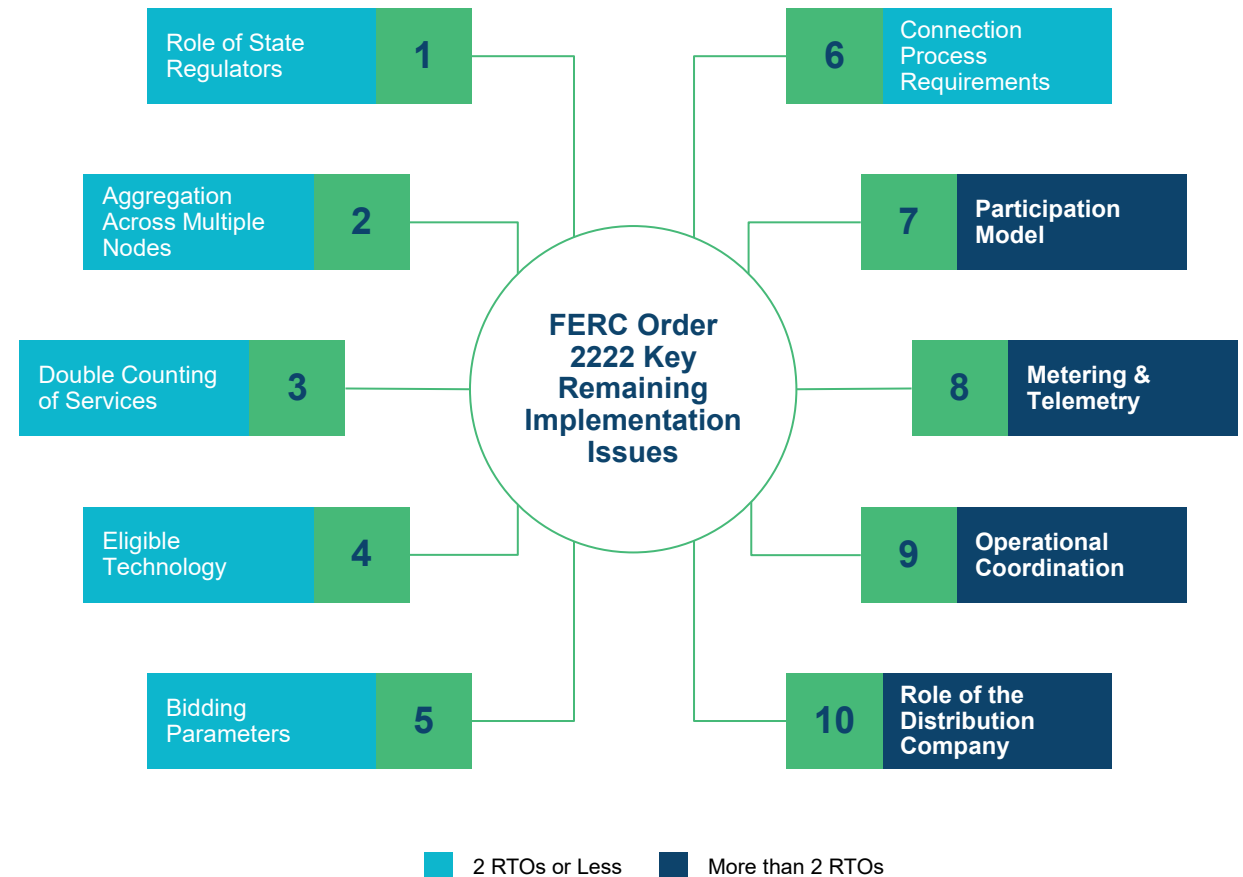 Role of State
Regulators
1
Aggregation
Across Multiple
Nodes
2
Double Counting
of Services
3
Eligible
Technology
4
Bidding
Parameters
5
FERC Order
2222 Key
Remaining
Implementation
Issues
6
Connection
Process
Requirements
7
Participation
Model
8
Metering &
Telemetry
9
Operational
Coordination
10
Role of the
Distribution
Company
2 RTOs or Less
More than 2 RTOs